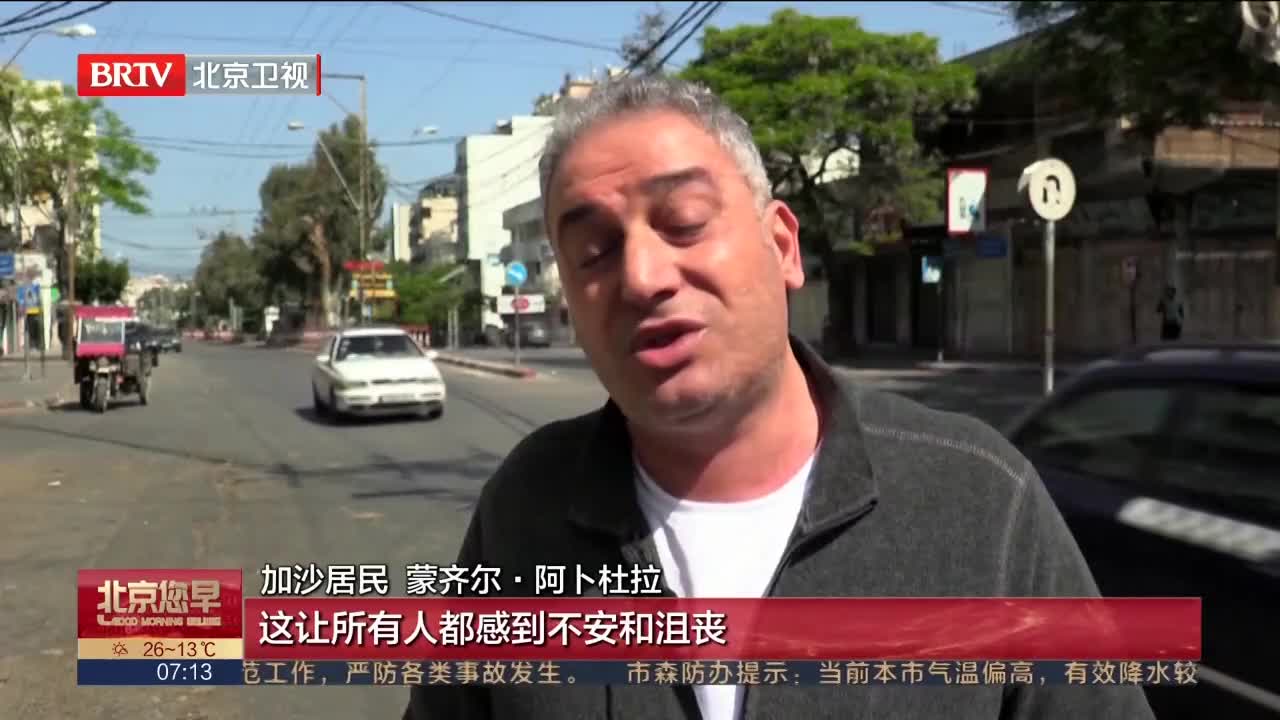 BRTV 北京卫视
加沙居民 蒙齐尔·阿卜杜拉
北京您早
GOOD MORNING BEIJING
这让所有人都感到不安和沮丧
26~13℃
07:13
范工作，严防各类事故发生。 市森防办提示：当前本市气温偏高，有效降水较